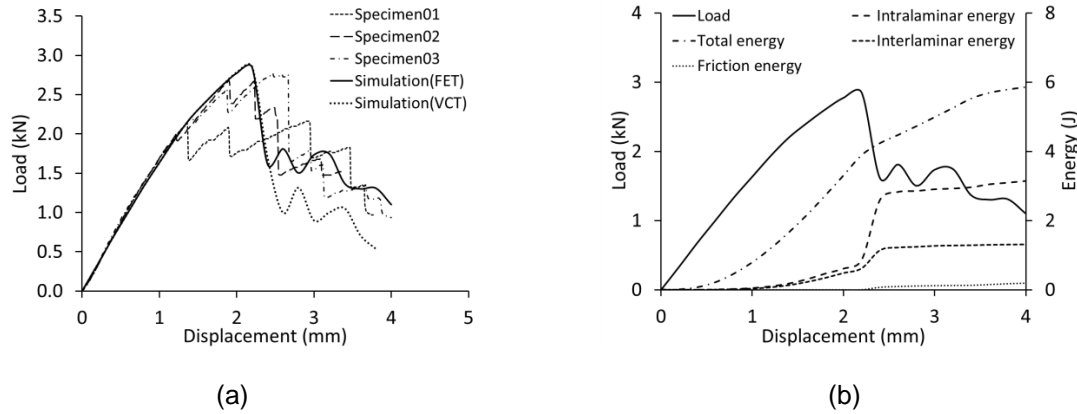 Specimen01
Specimen02
Specimen03
Simulation(FET)
Simulation(VCT)
Load (kN)
4.0
3.5
3.0
2.5
2.0
1.5
1.0
0.5
0.0
0 1 2 3 4 5
Displacement (mm)
(a)
Load Intralaminar energy
Total energy Interlaminar energy
Friction energy
Load (kN)
4
3
2
1
0
0 1 2 3 4
Displacement (mm)
8
6
4
2
0
Energy (J)
(b)